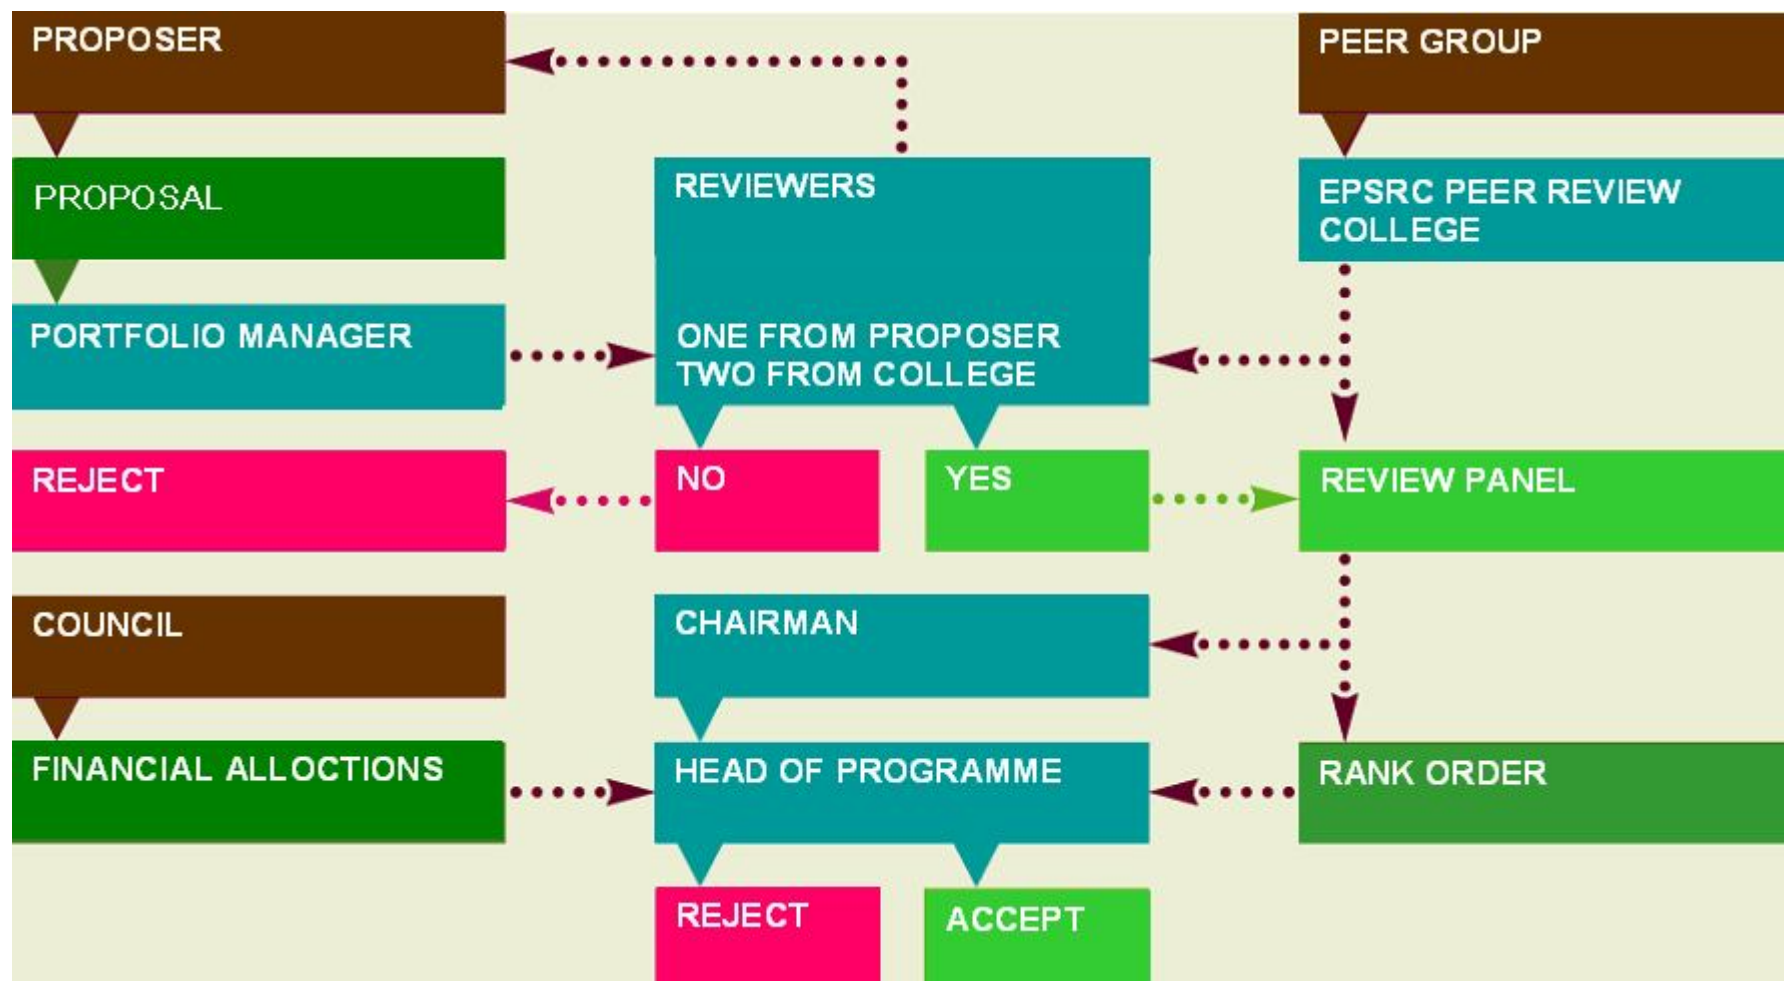 PROPOSER
PEER GROUP
PROPOSAL
REVIEWERS
EPSRC PEER REVIEW
COLLEGE
PORTFOLIO MANAGER
ONE FROM PROPOSER
TWO FROM COLLEGE
REJECT
NO
YES
REVIEW PANEL
COUNCIL
CHAIRMAN
FINANCIAL ALLOCTIONS
HEAD OF PROGRAMME
RANK ORDER
REJECT
ACCEPT